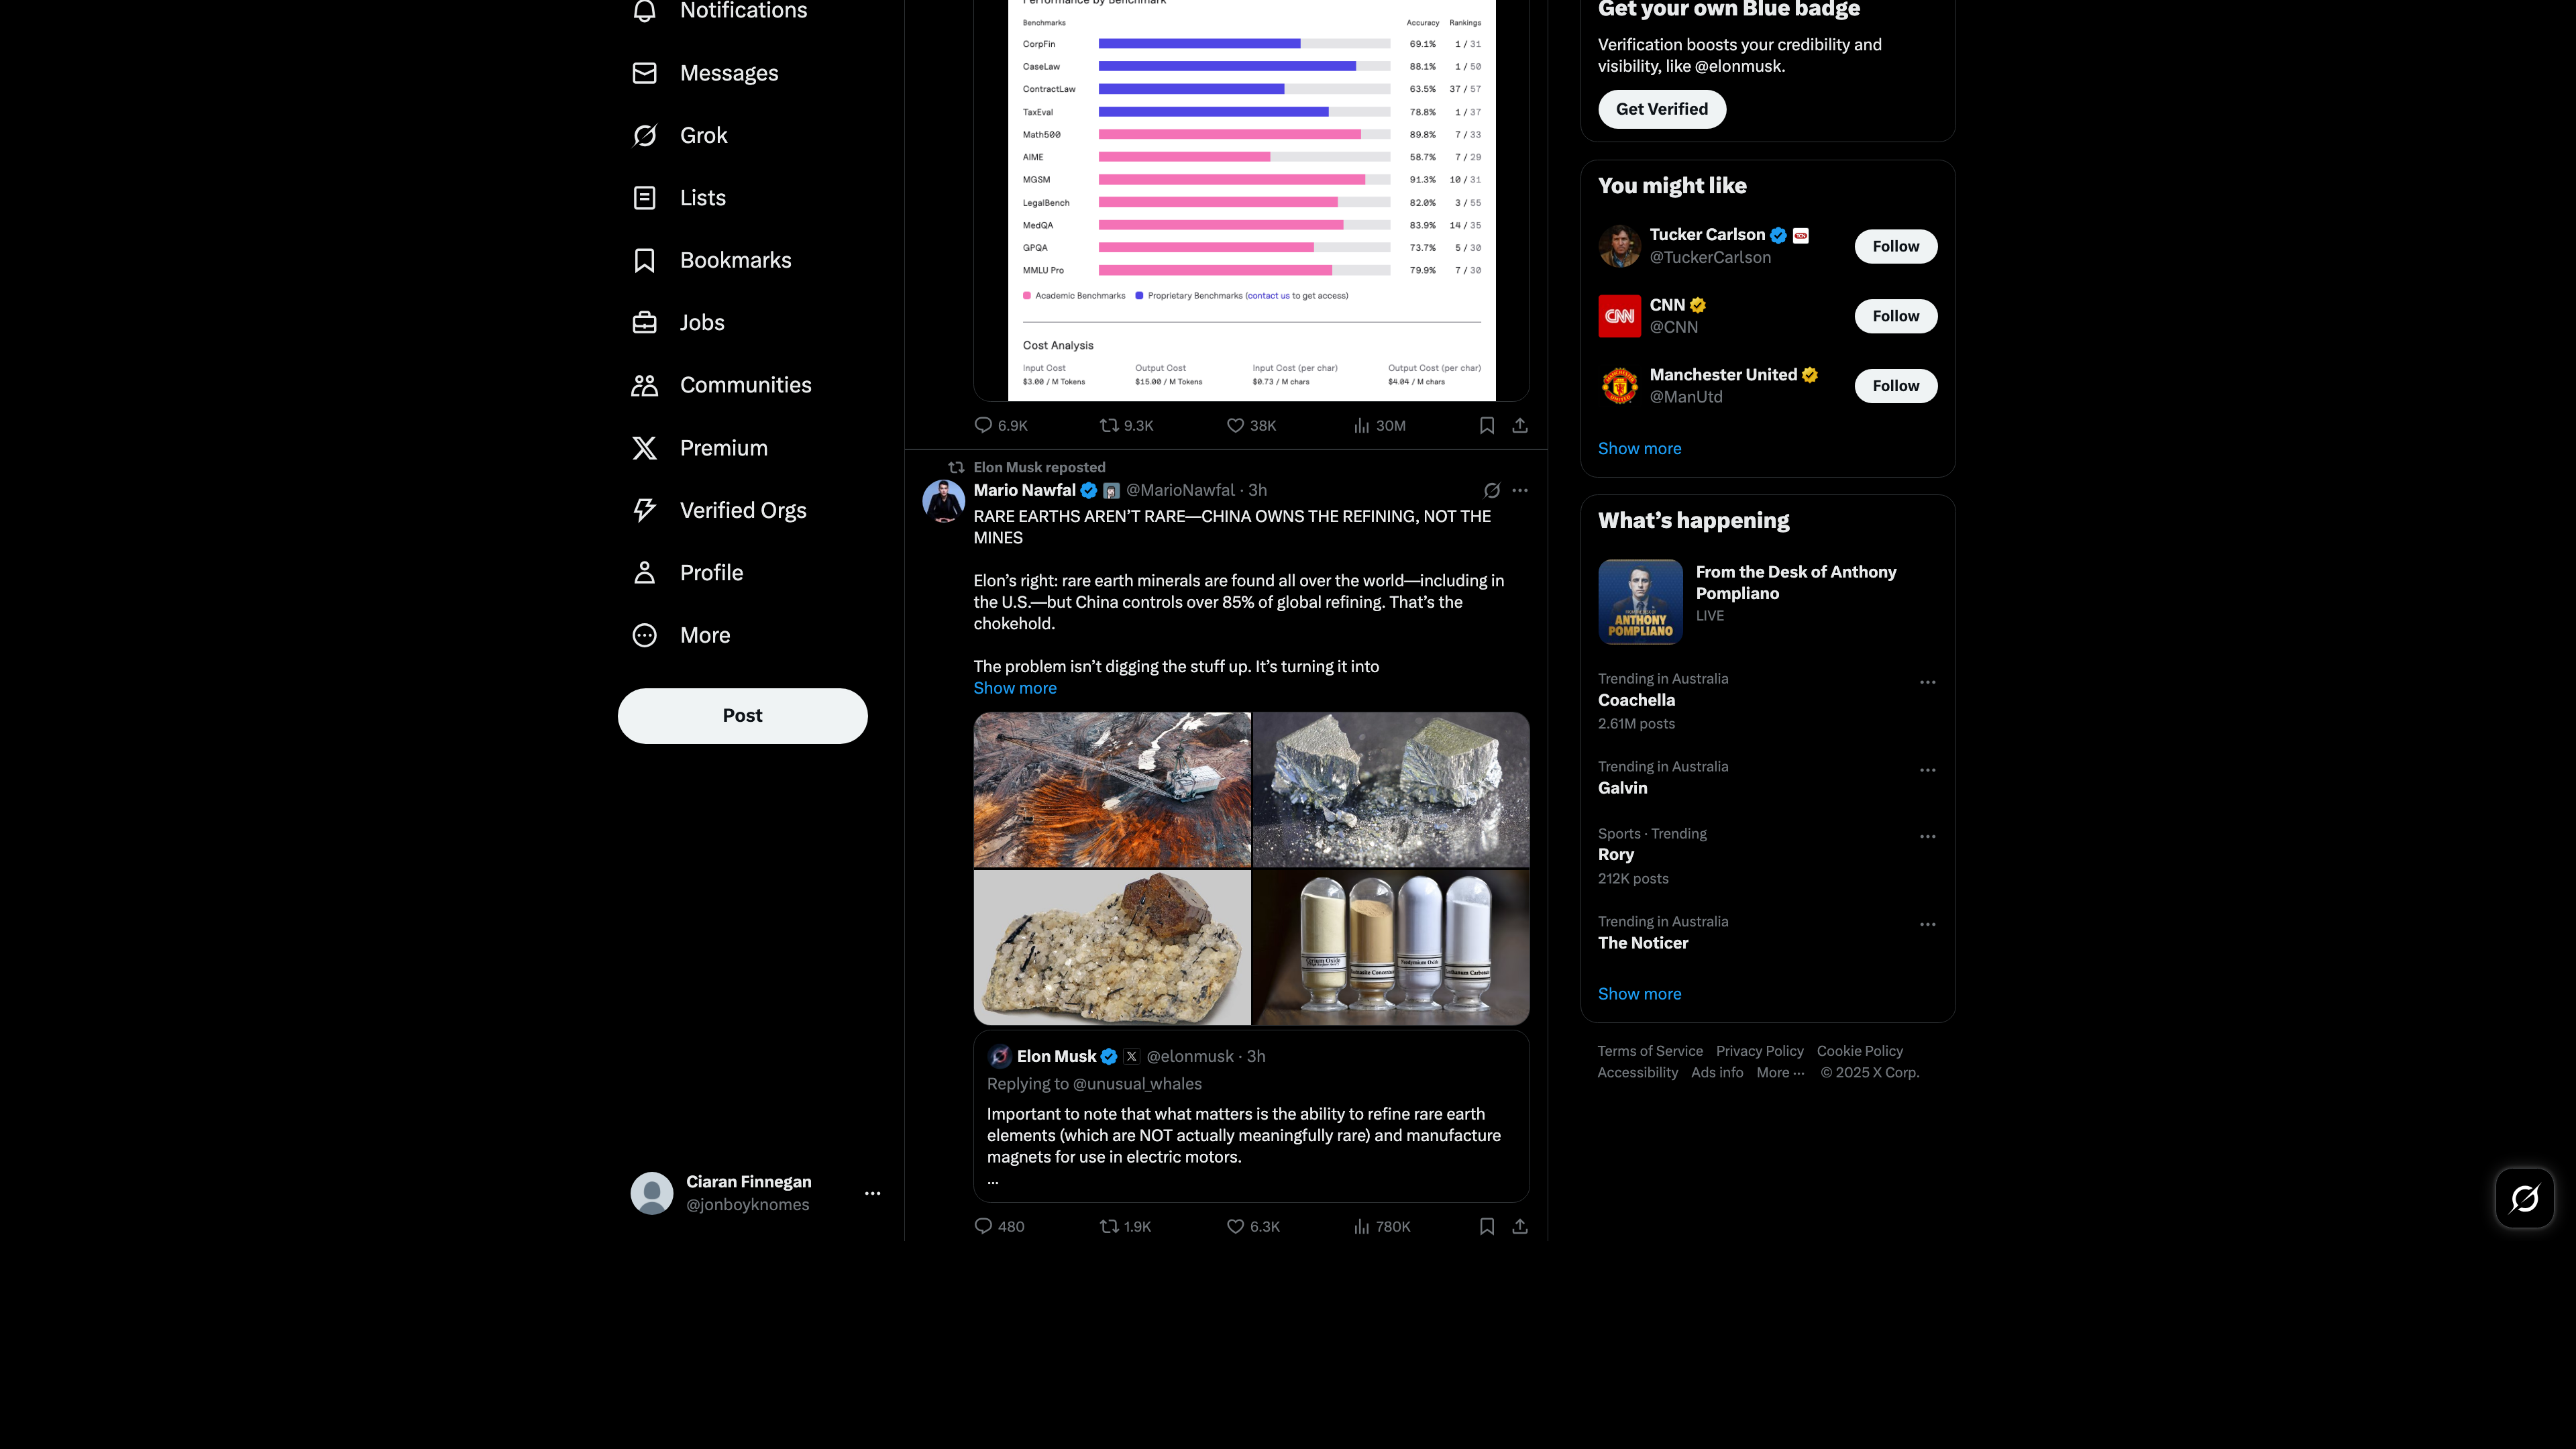 Notifications
Messages
Grok
Lists
Bookmarks
Jobs
Communities
Premium
Verified Orgs
Profile
More
Post
Ciaran Finnegan
@jonboyknomes
Performance by Benchmark
Benchmarks Accuracy Rankings
CorpFin 69.1% 1 / 31
CaseLaw 88.1% 1 / 50
ContractLaw 63.5% 37 / 57
TaxEval 78.8% 1 / 37
Math500 89.8% 7 / 33
AIME 58.7% 7 / 29
MGSM 91.3% 10 / 31
LegalBench 82.0% 3 / 55
MedQA 83.9% 14 / 35
GPQA 73.7% 5 / 30
MMLU Pro 79.9% 7 / 30
Academic Benchmarks Proprietary Benchmarks (contact us to get access)
Cost Analysis
Input Cost Output Cost Input Cost (per char) Output Cost (per char)
$3.00 / M Tokens $15.00 / M Tokens $0.73 / M chars $4.04 / M chars
6.9K 9.3K 38K 30M
Elon Musk reposted
Mario Nawfal @MarioNawfal · 3h
RARE EARTHS AREN’T RARE—CHINA OWNS THE REFINING, NOT THE
MINES
Elon’s right: rare earth minerals are found all over the world—including in
the U.S.—but China controls over 85% of global refining. That’s the
chokehold.
The problem isn’t digging the stuff up. It’s turning it into
Show more
Cerium Oxide
Neodymium Oxide
Elon Musk @elonmusk · 3h
Replying to @unusual_whales
Important to note that what matters is the ability to refine rare earth
elements (which are NOT actually meaningfully rare) and manufacture
magnets for use in electric motors.
...
480 1.9K 6.3K 780K
Get your own Blue badge
Verification boosts your credibility and
visibility, like @elonmusk.
Get Verified
You might like
Tucker Carlson
@TuckerCarlson
Follow
CNN
CNN
@CNN
Follow
Manchester United
@ManUtd
Follow
Show more
What’s happening
ANTHONY
POMPLIANO
From the Desk of Anthony
Pompliano
LIVE
Trending in Australia
Coachella
2.61M posts
Trending in Australia
Galvin
Sports · Trending
Rory
212K posts
Trending in Australia
The Noticer
Show more
Terms of Service Privacy Policy Cookie Policy
Accessibility Ads info More ··· © 2025 X Corp.